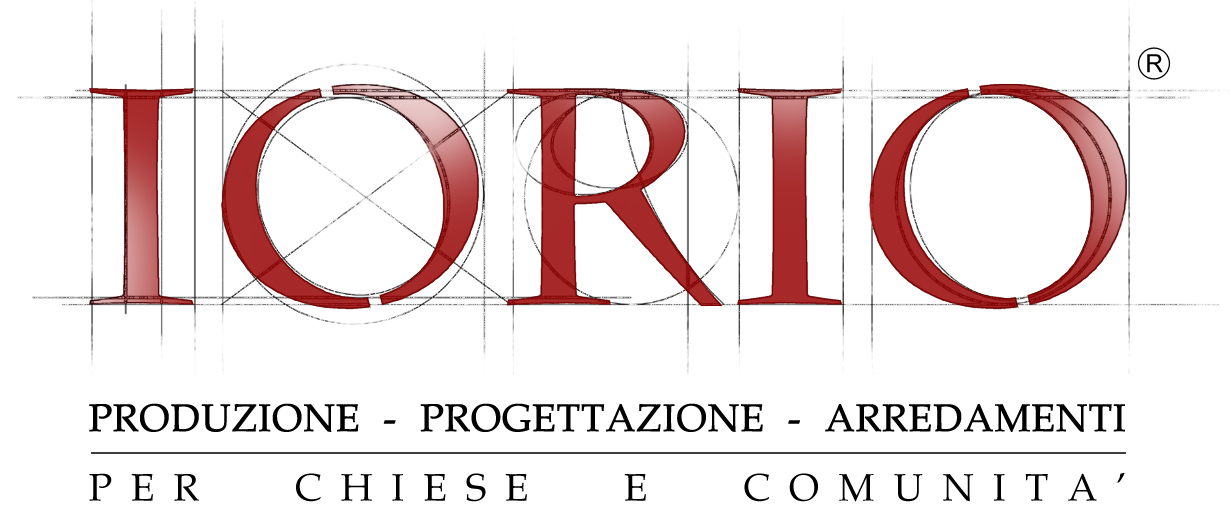 IORIO®
PRODUZIONE - PROGETTAZIONE - ARREDAMENTI
PER CHIESE E COMUNITA’